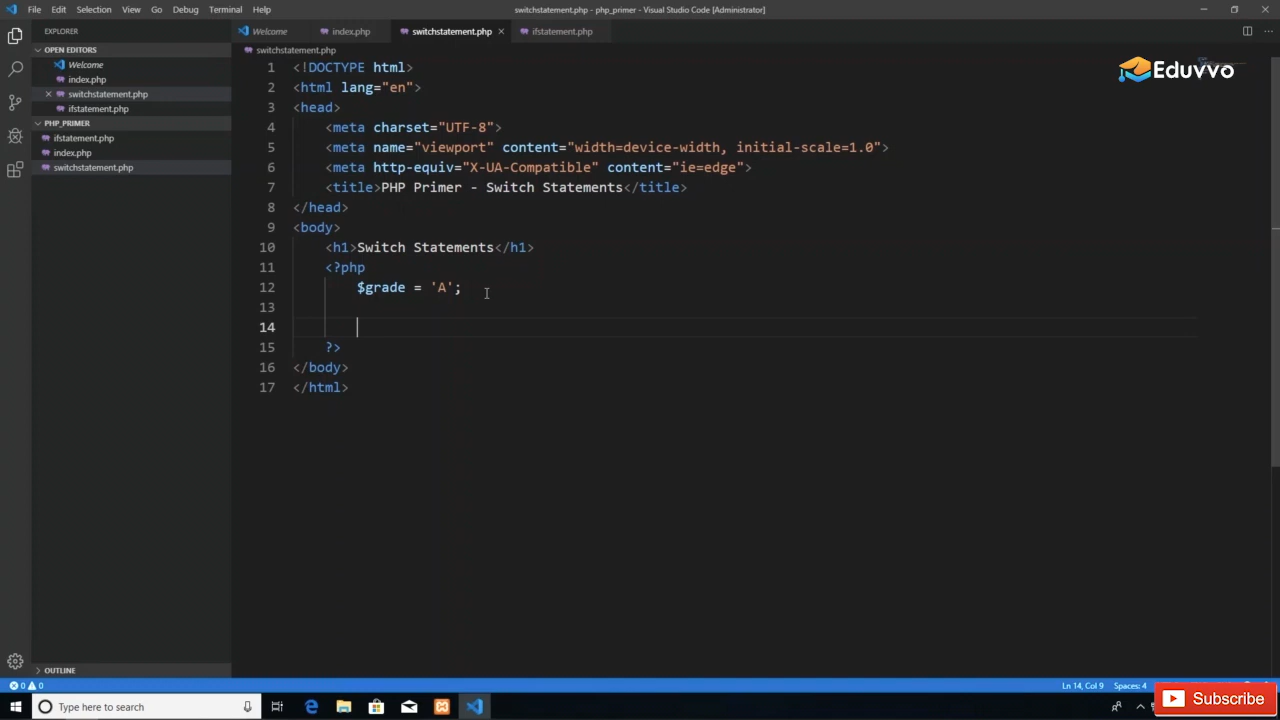 File Edit Selection View Go Debug Terminal Help
switchstatement.php - php_primer - Visual Studio Code [Administrator]
EXPLORER
OPEN EDITORS
Welcome
index.php
switchstatement.php
ifstatement.php
PHP_PRIMER
ifstatement.php
index.php
switchstatement.php
OUTLINE
Welcome index.php switchstatement.php ifstatement.php
switchstatement.php
Eduvvo
1 <!DOCTYPE html>
2 <html lang="en">
3 <head>
4 <meta charset="UTF-8">
5 <meta name="viewport" content="width=device-width, initial-scale=1.0">
6 <meta http-equiv="X-UA-Compatible" content="ie=edge">
7 <title>PHP Primer - Switch Statements</title>
8 </head>
9 <body>
10 <h1>Switch Statements</h1>
11 <?php
12 $grade = 'A';
13
14
15 ?>
16 </body>
17 </html>
0 0
Ln 14, Col 9 Spaces: 4
Type here to search
Subscribe